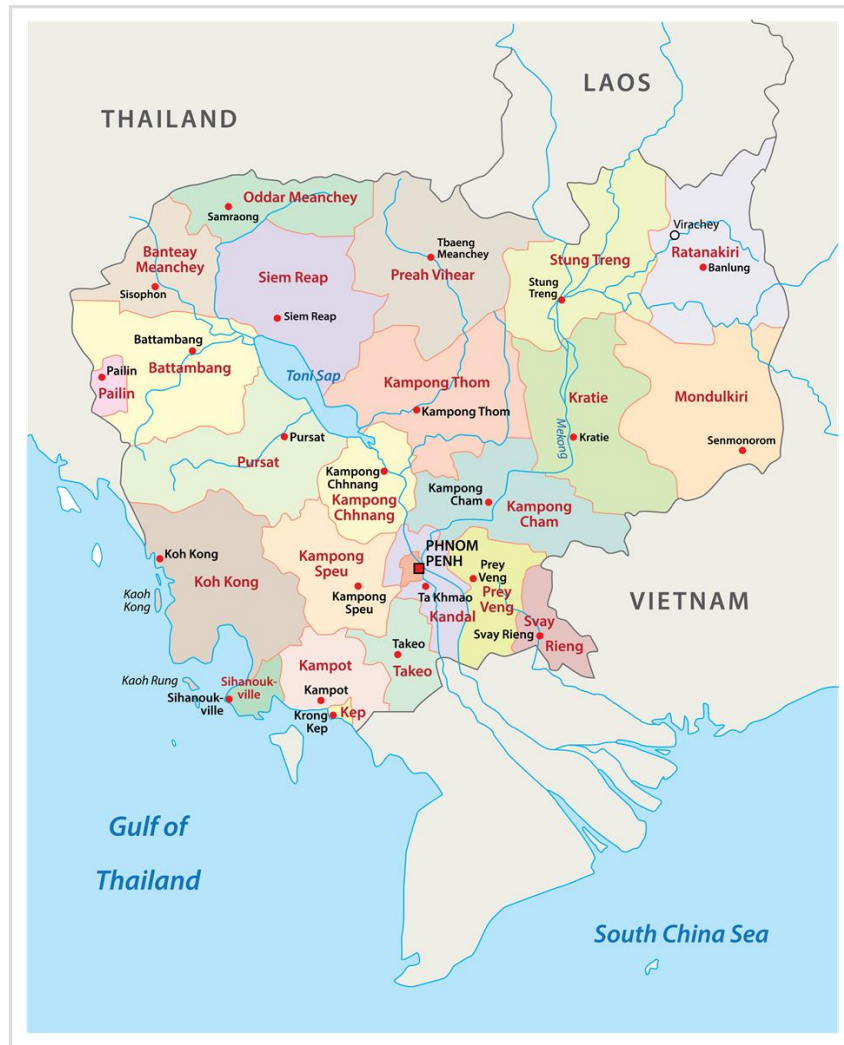 LAOS
THAILAND
Oddar Meanchey
Samraong
Virachey
Banteay
Meanchey
Tbaeng
Meanchey
Stung Treng
Ratanakiri
Siem Reap
Preah Vihear
Banlung
Sisophon
Stung
Treng
Siem Reap
Battambang
Battambang
Toni Sap
Pailin
Pailin
Kampong Thom
Kratie
Mondulkiri
Kampong Thom
Mekong
Pursat
Kratie
Senmonorom
Pursat
Kampong
Chhnang
Kampong
Chhnang
Kampong
Cham
Kampong
Cham
Koh Kong
Koh Kong
Kampong
Speu
PHNOM
PENH
Prey
Veng
Prey
Veng
Kaoh
Kong
Kampong
Speu
Ta Khmao
Kandal
VIETNAM
Svay
Rieng
Svay Rieng
Takeo
Takeo
Kampot
Kaoh Rung
Sihanouk-
ville
Sihanouk-
ville
Kampot
Krong
Kep
Kep
Gulf of
Thailand
South China Sea